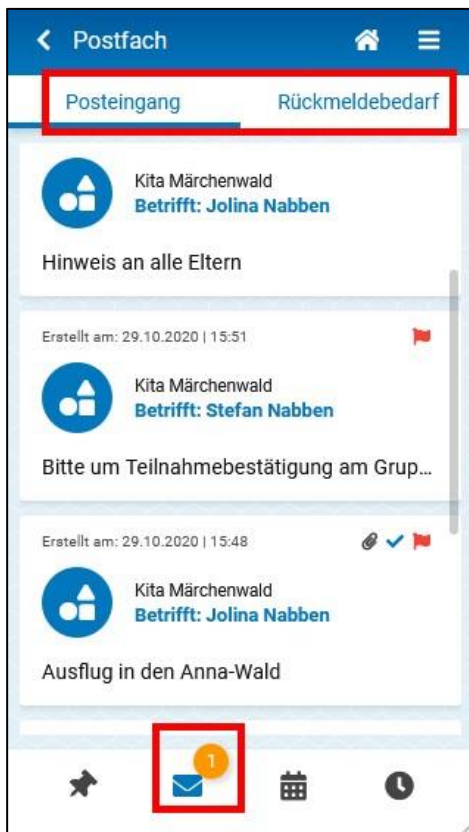 Postfach
Posteingang Rückmeldebedarf
Kita Märchenwald
Betrifft: Jolina Nabben
Hinweis an alle Eltern
Erstellt am: 29.10.2020 | 15:51
Kita Märchenwald
Betrifft: Stefan Nabben
Bitte um Teilnahmebestätigung am Grup...
Erstellt am: 29.10.2020 | 15:48
Kita Märchenwald
Betrifft: Jolina Nabben
Ausflug in den Anna-Wald
1